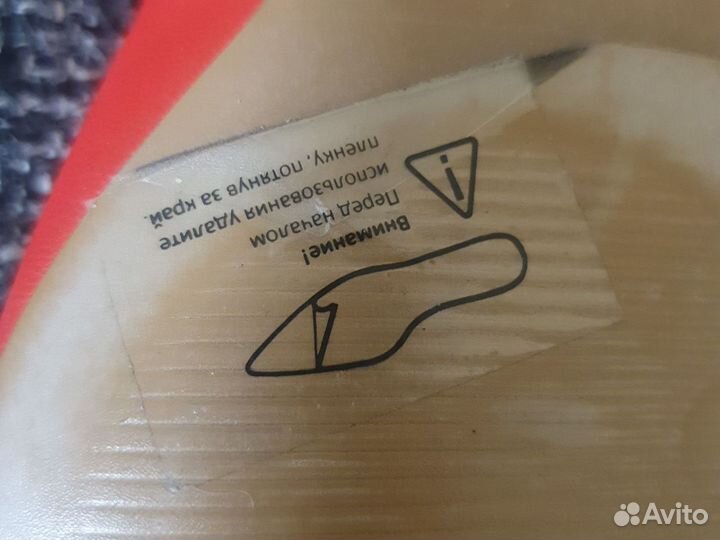 Внимание!
Перед началом
использования удалите
пленку, потянув за край.
i
Avito